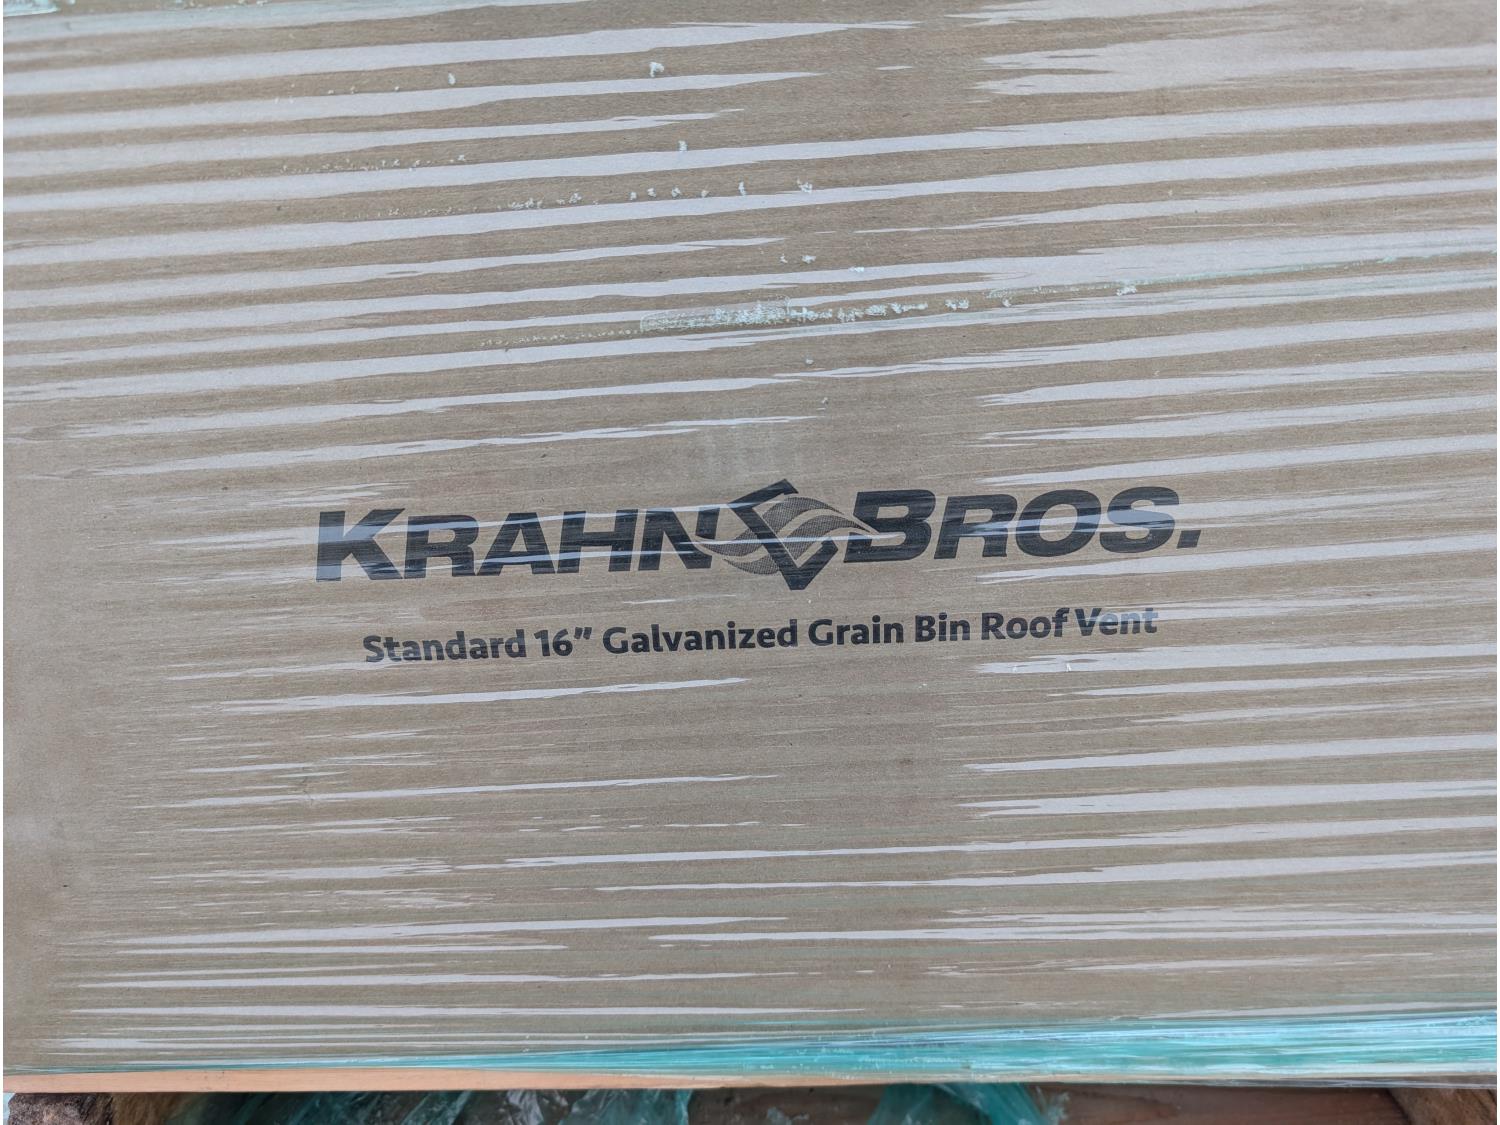 KRAHN BROS.
Standard 16" Galvanized Grain Bin Roof Vent